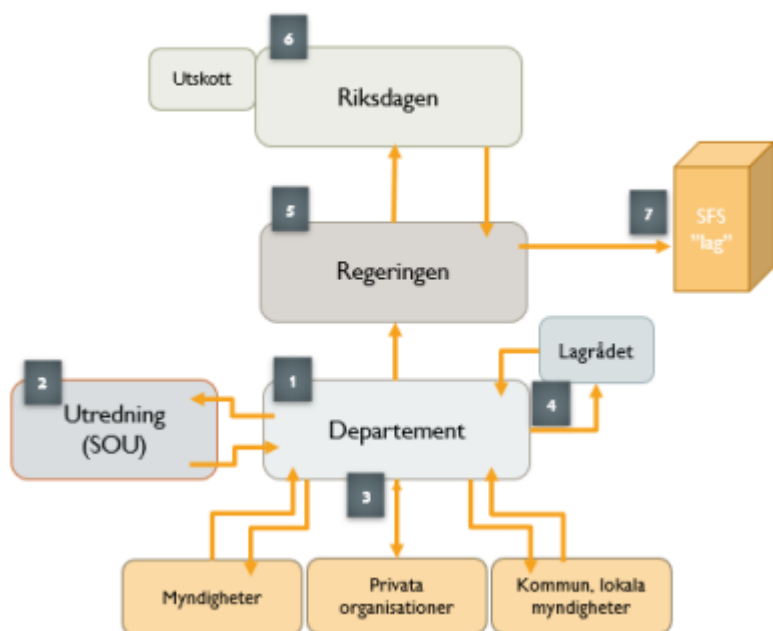 6
Utskott
Riksdagen
5
7
SFS
"lag"
Regeringen
Lagrådet
2
1
4
Utredning
(SOU)
Departement
3
Myndigheter
Privata
organisationer
Kommun, lokala
myndigheter